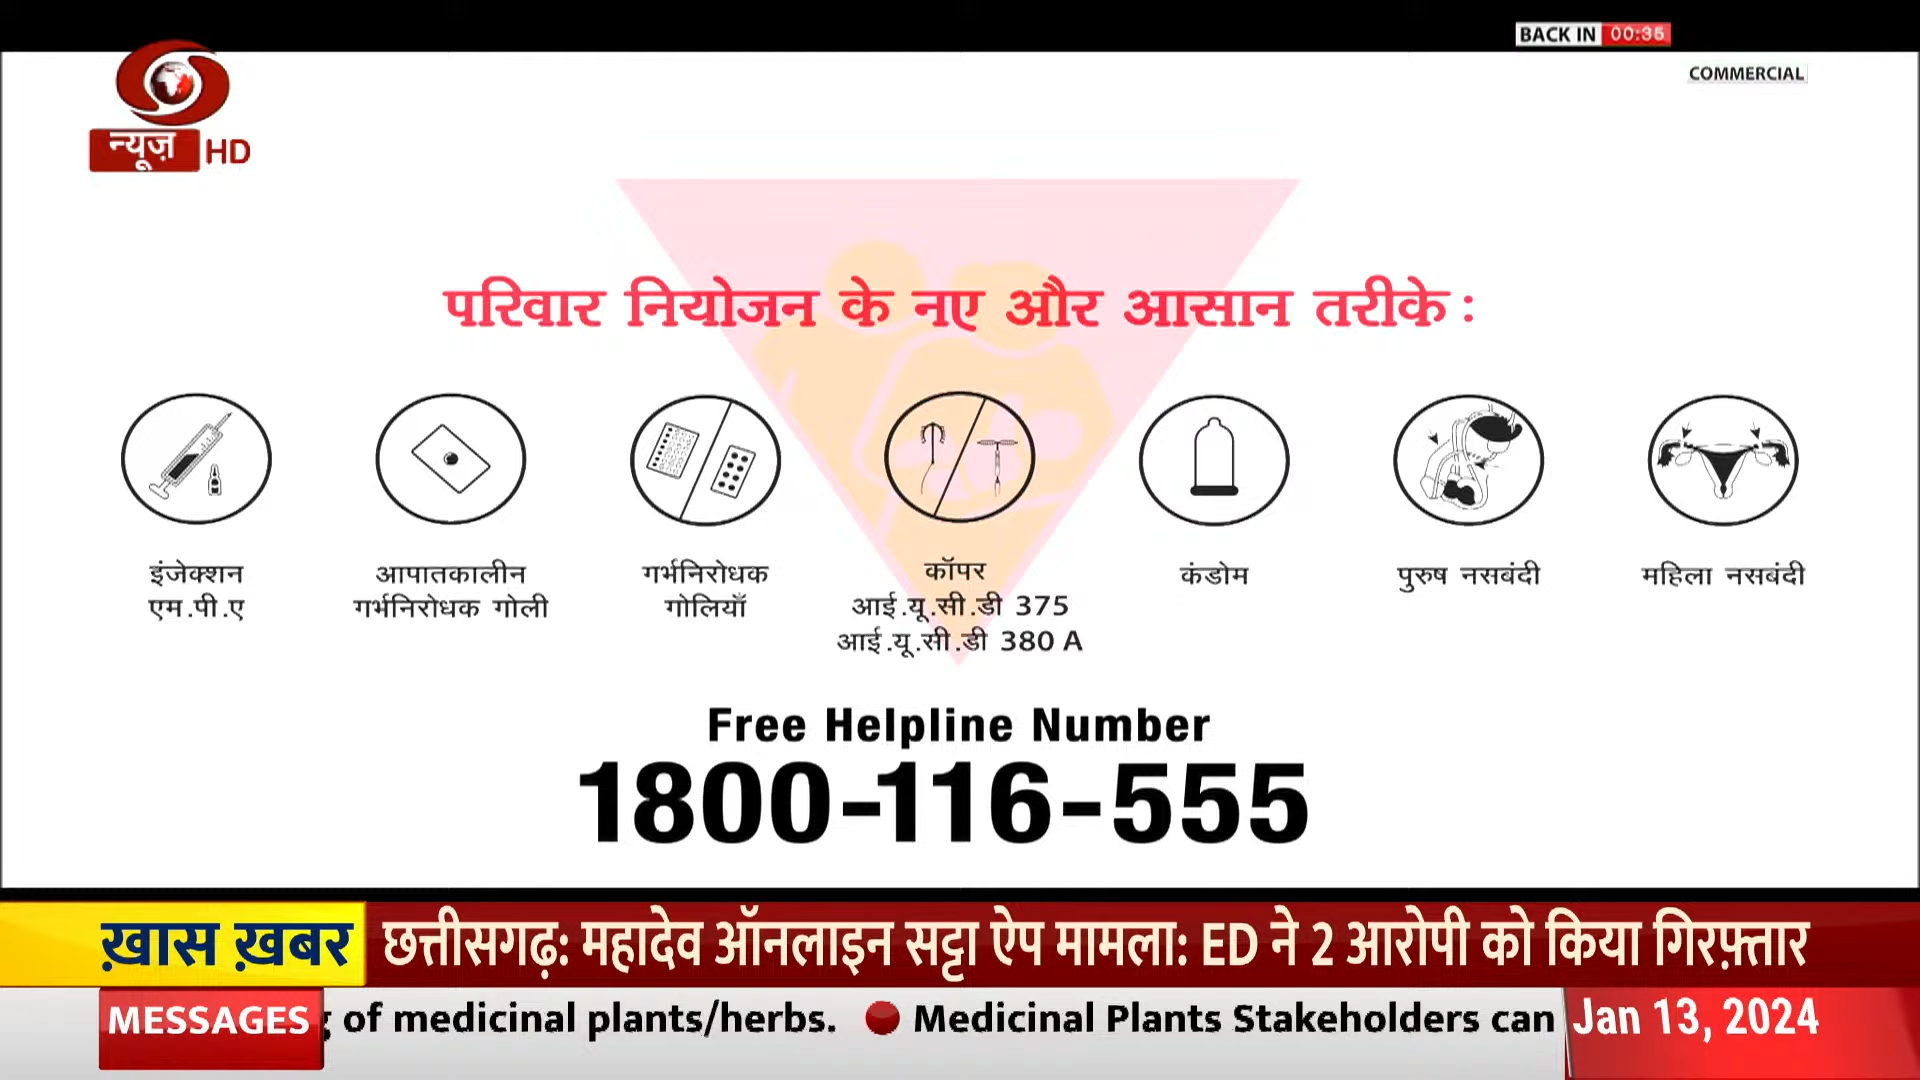 BACK IN 00:35
COMMERCIAL
न्यूज़ HD
परिवार नियोजन के नए और आसान तरीके :
इंजेक्शन
एम.पी.ए
आपातकालीन
गर्भनिरोधक गोली
गर्भनिरोधक
गोलियाँ
कॉपर
आई.यू.सी.डी 375
आई.यू.सी.डी 380 A
कंडोम
पुरुष नसबंदी
महिला नसबंदी
Free Helpline Number
1800-116-555
ख़ास ख़बर छत्तीसगढ़: महादेव ऑनलाइन सट्टा ऐप मामला: ED ने 2 आरोपी को किया गिरफ़्तार
MESSAGES of medicinal plants/herbs. Medicinal Plants Stakeholders can Jan 13, 2024